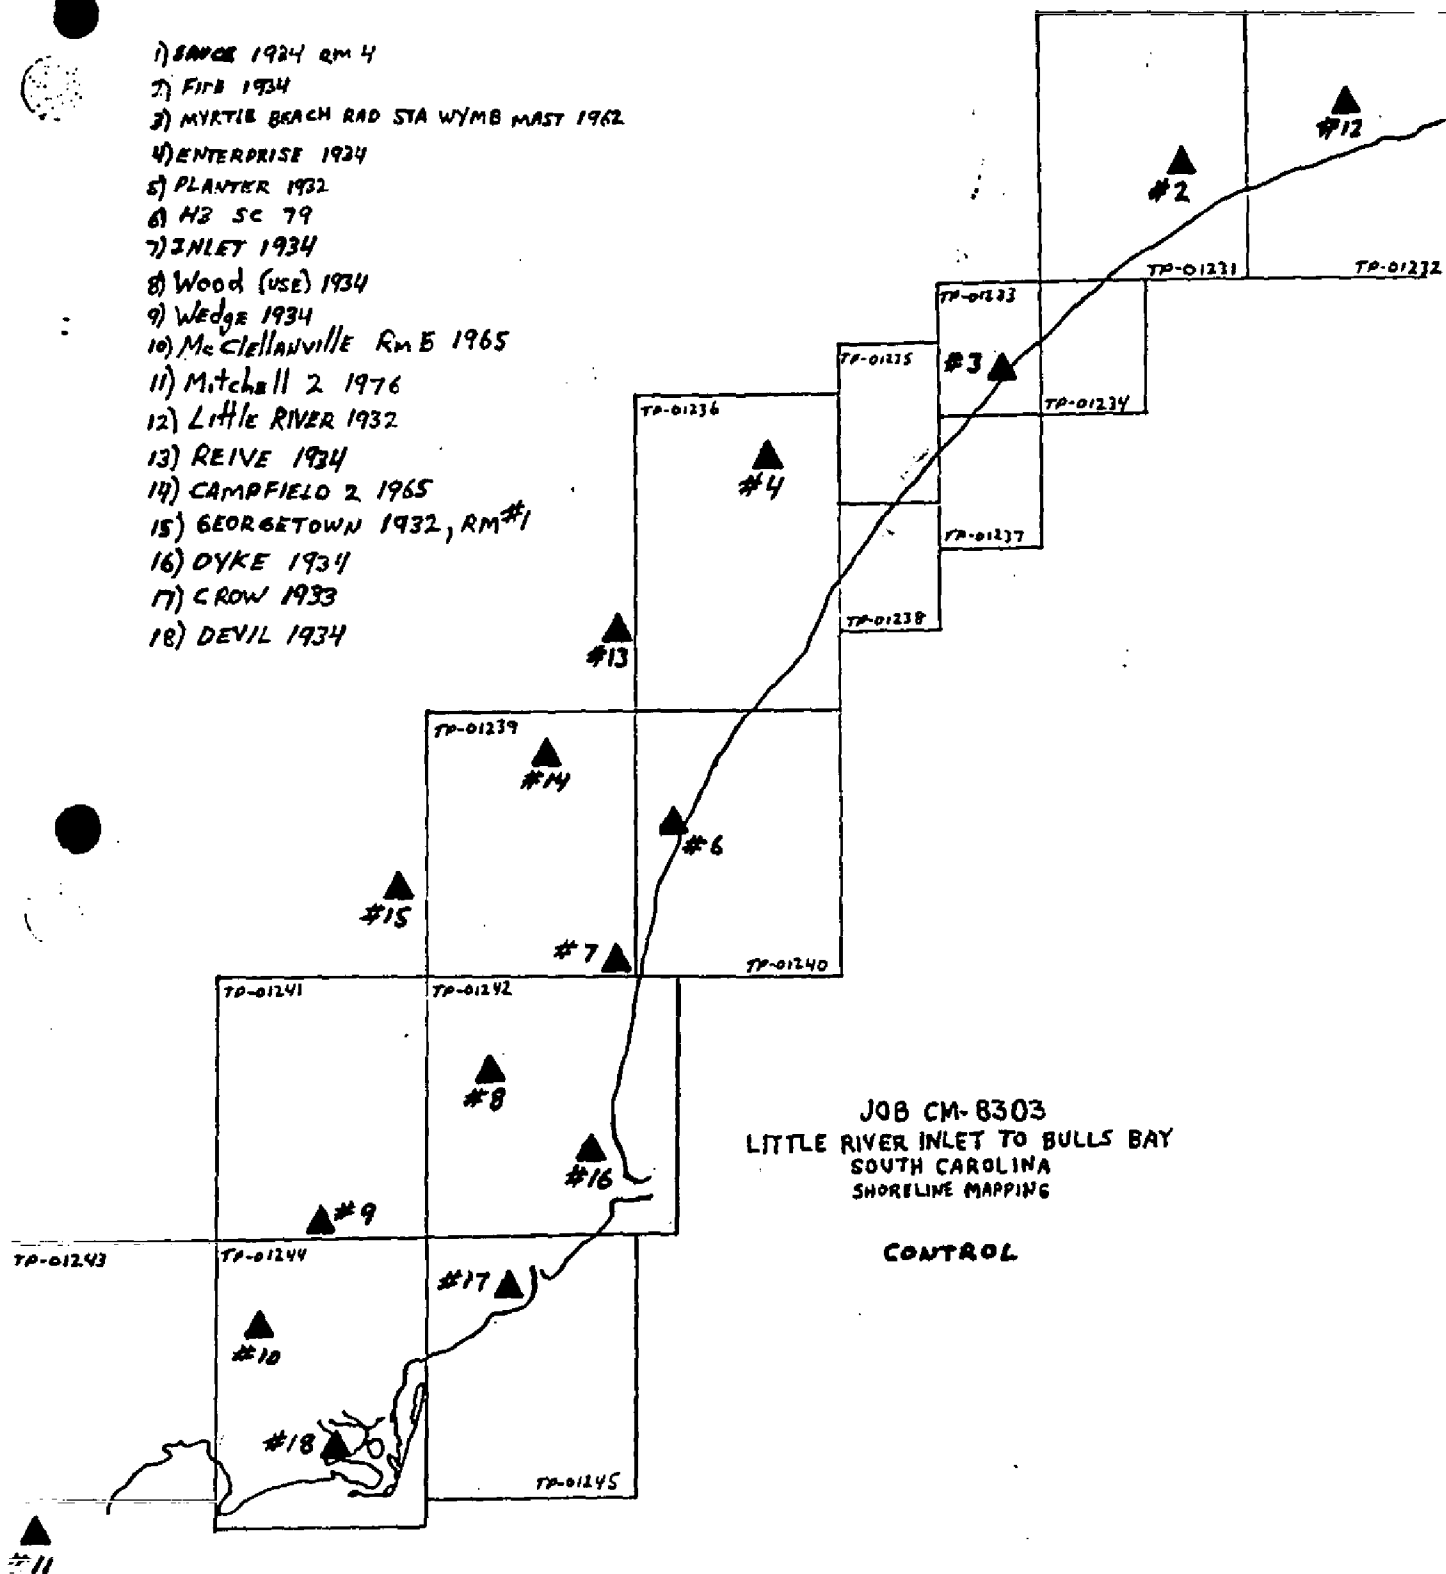 1) 1934 RM 4
2) FIFE 1934
3) MYRTLE BEACH RAD STA WYMB MAST 1962
4) ENTERPRISE 1934
5) PLANTER 1932
6) H3 SC 79
7) INLET 1934
8) Wood (USE) 1934
9) WEdgE 1934
10) McClellanville Rm 5 1965
11) Mitchell 2 1976
12) Little RIVER 1932
13) REIVE 1934
14) CAMPFIELD 2 1965
15) GEORGETOWN 1932, RM#1
16) DYKE 1934
17) CROW 1933
18) DEVIL 1934
#12
#2
TP-01231
TP-01232
TP-01233
TP-01235
#3
TP-01234
TP-01236
#4
TP-01237
TP-01238
#13
TP-01239
#14
#6
#15
#7
TP-01240
TP-01241
TP-01242
#8
#16
#9
JOB CM-8303
LITTLE RIVER INLET TO BULLS BAY
SOUTH CAROLINA
SHORELINE MAPPING
CONTROL
TP-01243
TP-01244
#17
#10
#18
TP-01245
#11